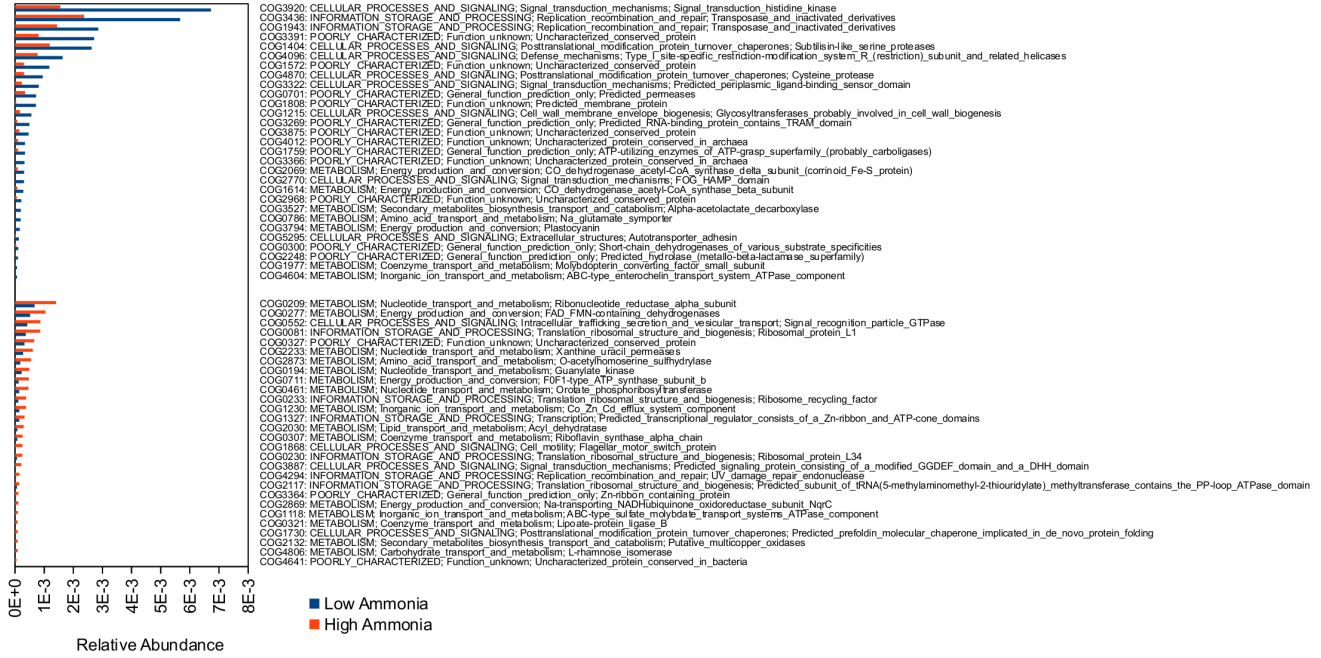 COG3920: CELLULAR_PROCESSES_AND_SIGNALING; Signal_transduction_mechanisms; Signal_transduction_histidine_kinase
COG3436: INFORMATION_STORAGE_AND_PROCESSING; Replication_recombination_and_repair; Transposase_and_inactivated_derivatives
COG1943: INFORMATION_STORAGE_AND_PROCESSING; Replication_recombination_and_repair; Transposase_and_inactivated_derivatives
COG3391: POORLY_CHARACTERIZED; Function_unknown; Uncharacterized_conserved_protein
COG1404: CELLULAR_PROCESSES_AND_SIGNALING; Posttranslational_modification_protein_turnover_chaperones; Subtilisin-like_serine_proteases
COG4096: CELLULAR_PROCESSES_AND_SIGNALING; Defense_mechanisms; Type_I_site-specific_restriction-modification_system_R_(restriction)_subunit_and_related_helicases
COG1572: POORLY_CHARACTERIZED; Function_unknown; Uncharacterized_conserved_protein
COG4870: CELLULAR_PROCESSES_AND_SIGNALING; Posttranslational_modification_protein_turnover_chaperones; Cysteine_protease
COG3322: CELLULAR_PROCESSES_AND_SIGNALING; Signal_transduction_mechanisms; Predicted_periplasmic_ligand-binding_sensor_domain
COG0701: POORLY_CHARACTERIZED; General_function_prediction_only; Predicted_permeases
COG1808: POORLY_CHARACTERIZED; Function_unknown; Predicted_membrane_protein
COG1215: CELLULAR_PROCESSES_AND_SIGNALING; Cell_wall_membrane_envelope_biogenesis; Glycosyltransferases_probably_involved_in_cell_wall_biogenesis
COG3269: POORLY_CHARACTERIZED; General_function_prediction_only; Predicted_RNA-binding_protein_contains_TRAM_domain
COG3875: POORLY_CHARACTERIZED; Function_unknown; Uncharacterized_conserved_protein
COG4012: POORLY_CHARACTERIZED; Function_unknown; Uncharacterized_protein_conserved_in_archaea
COG1759: POORLY_CHARACTERIZED; General_function_prediction_only; ATP-utilizing_enzymes_of_ATP-grasp_superfamily_(probably_carboligases)
COG3366: POORLY_CHARACTERIZED; Function_unknown; Uncharacterized_protein_conserved_in_archaea
COG2069: METABOLISM; Energy_production_and_conversion; CO_dehydrogenase_acetyl-CoA_synthase_delta_subunit_(corrinoid_Fe-S_protein)
COG2770: CELLULAR_PROCESSES_AND_SIGNALING; Signal_transduction_mechanisms; FOG_HAMP_domain
COG1614: METABOLISM; Energy_production_and_conversion; CO_dehydrogenase_acetyl-CoA_synthase_beta_subunit
COG2968: POORLY_CHARACTERIZED; Function_unknown; Uncharacterized_conserved_protein
COG3527: METABOLISM; Secondary_metabolites_biosynthesis_transport_and_catabolism; Alpha-acetolactate_decarboxylase
COG0786: METABOLISM; Amino_acid_transport_and_metabolism; Na_glutamate_symporter
COG3794: METABOLISM; Energy_production_and_conversion; Plastocyanin
COG5295: CELLULAR_PROCESSES_AND_SIGNALING; Extracellular_structures; Autotransporter_adhesin
COG0300: POORLY_CHARACTERIZED; General_function_prediction_only; Short-chain_dehydrogenases_of_various_substrate_specificities
COG2248: POORLY_CHARACTERIZED; General_function_prediction_only; Predicted_hydrolase_(metallo-beta-lactamase_superfamily)
COG1977: METABOLISM; Coenzyme_transport_and_metabolism; Molybdopterin_converting_factor_small_subunit
COG4604: METABOLISM; Inorganic_ion_transport_and_metabolism; ABC-type_enterochelin_transport_system_ATPase_component
COG0209: METABOLISM; Nucleotide_transport_and_metabolism; Ribonucleotide_reductase_alpha_subunit
COG0277: METABOLISM; Energy_production_and_conversion; FAD_FMN-containing_dehydrogenases
COG0552: CELLULAR_PROCESSES_AND_SIGNALING; Intracellular_trafficking_secretion_and_vesicular_transport; Signal_recognition_particle_GTPase
COG0081: INFORMATION_STORAGE_AND_PROCESSING; Translation_ribosomal_structure_and_biogenesis; Ribosomal_protein_L1
COG0327: POORLY_CHARACTERIZED; Function_unknown; Uncharacterized_conserved_protein
COG2233: METABOLISM; Nucleotide_transport_and_metabolism; Xanthine_uracil_permeases
COG2873: METABOLISM; Amino_acid_transport_and_metabolism; O-acetylhomoserine_sulfhydrylase
COG0194: METABOLISM; Nucleotide_transport_and_metabolism; Guanylate_kinase
COG0711: METABOLISM; Energy_production_and_conversion; F0F1-type_ATP_synthase_subunit_b
COG0461: METABOLISM; Nucleotide_transport_and_metabolism; Orotate_phosphoribosyltransferase
COG0233: INFORMATION_STORAGE_AND_PROCESSING; Translation_ribosomal_structure_and_biogenesis; Ribosome_recycling_factor
COG1230: METABOLISM; Inorganic_ion_transport_and_metabolism; Co_Zn_Cd_efflux_system_component
COG1327: INFORMATION_STORAGE_AND_PROCESSING; Transcription; Predicted_transcriptional_regulator_consists_of_a_Zn-ribbon_and_ATP-cone_domains
COG2030: METABOLISM; Lipid_transport_and_metabolism; Acyl_dehydratase
COG0307: METABOLISM; Coenzyme_transport_and_metabolism; Riboflavin_synthase_alpha_chain
COG1868: CELLULAR_PROCESSES_AND_SIGNALING; Cell_motility; Flagellar_motor_switch_protein
COG0230: INFORMATION_STORAGE_AND_PROCESSING; Translation_ribosomal_structure_and_biogenesis; Ribosomal_protein_L34
COG3887: CELLULAR_PROCESSES_AND_SIGNALING; Signal_transduction_mechanisms; Predicted_signaling_protein_consisting_of_a_modified_GGDEF_domain_and_a_DHH_domain
COG4294: INFORMATION_STORAGE_AND_PROCESSING; Replication_recombination_and_repair; UV_damage_repair_endonuclease
COG2117: INFORMATION_STORAGE_AND_PROCESSING; Translation_ribosomal_structure_and_biogenesis; Predicted_subunit_of_tRNA(5-methylaminomethyl-2-thiouridylate)_methyltransferase_contains_the_PP-loop_ATPase_domain
COG3364: POORLY_CHARACTERIZED; General_function_prediction_only; Zn-ribbon_containing_protein
COG2869: METABOLISM; Energy_production_and_conversion; Na-transporting_NADHubiquinone_oxidoreductase_subunit_NqrC
COG1118: METABOLISM; Inorganic_ion_transport_and_metabolism; ABC-type_sulfate_molybdate_transport_systems_ATPase_component
COG0321: METABOLISM; Coenzyme_transport_and_metabolism; Lipoate-protein_ligase_B
COG1730: CELLULAR_PROCESSES_AND_SIGNALING; Posttranslational_modification_protein_turnover_chaperones; Predicted_prefoldin_molecular_chaperone_implicated_in_de_novo_protein_folding
COG2132: METABOLISM; Secondary_metabolites_biosynthesis_transport_and_catabolism; Putative_multicopper_oxidases
COG4806: METABOLISM; Carbohydrate_transport_and_metabolism; L-rhamnose_isomerase
COG4641: POORLY_CHARACTERIZED; Function_unknown; Uncharacterized_protein_conserved_in_bacteria
0E+0 1E-3 2E-3 3E-3 4E-3 5E-3 6E-3 7E-3 8E-3
Relative Abundance
Low Ammonia
High Ammonia